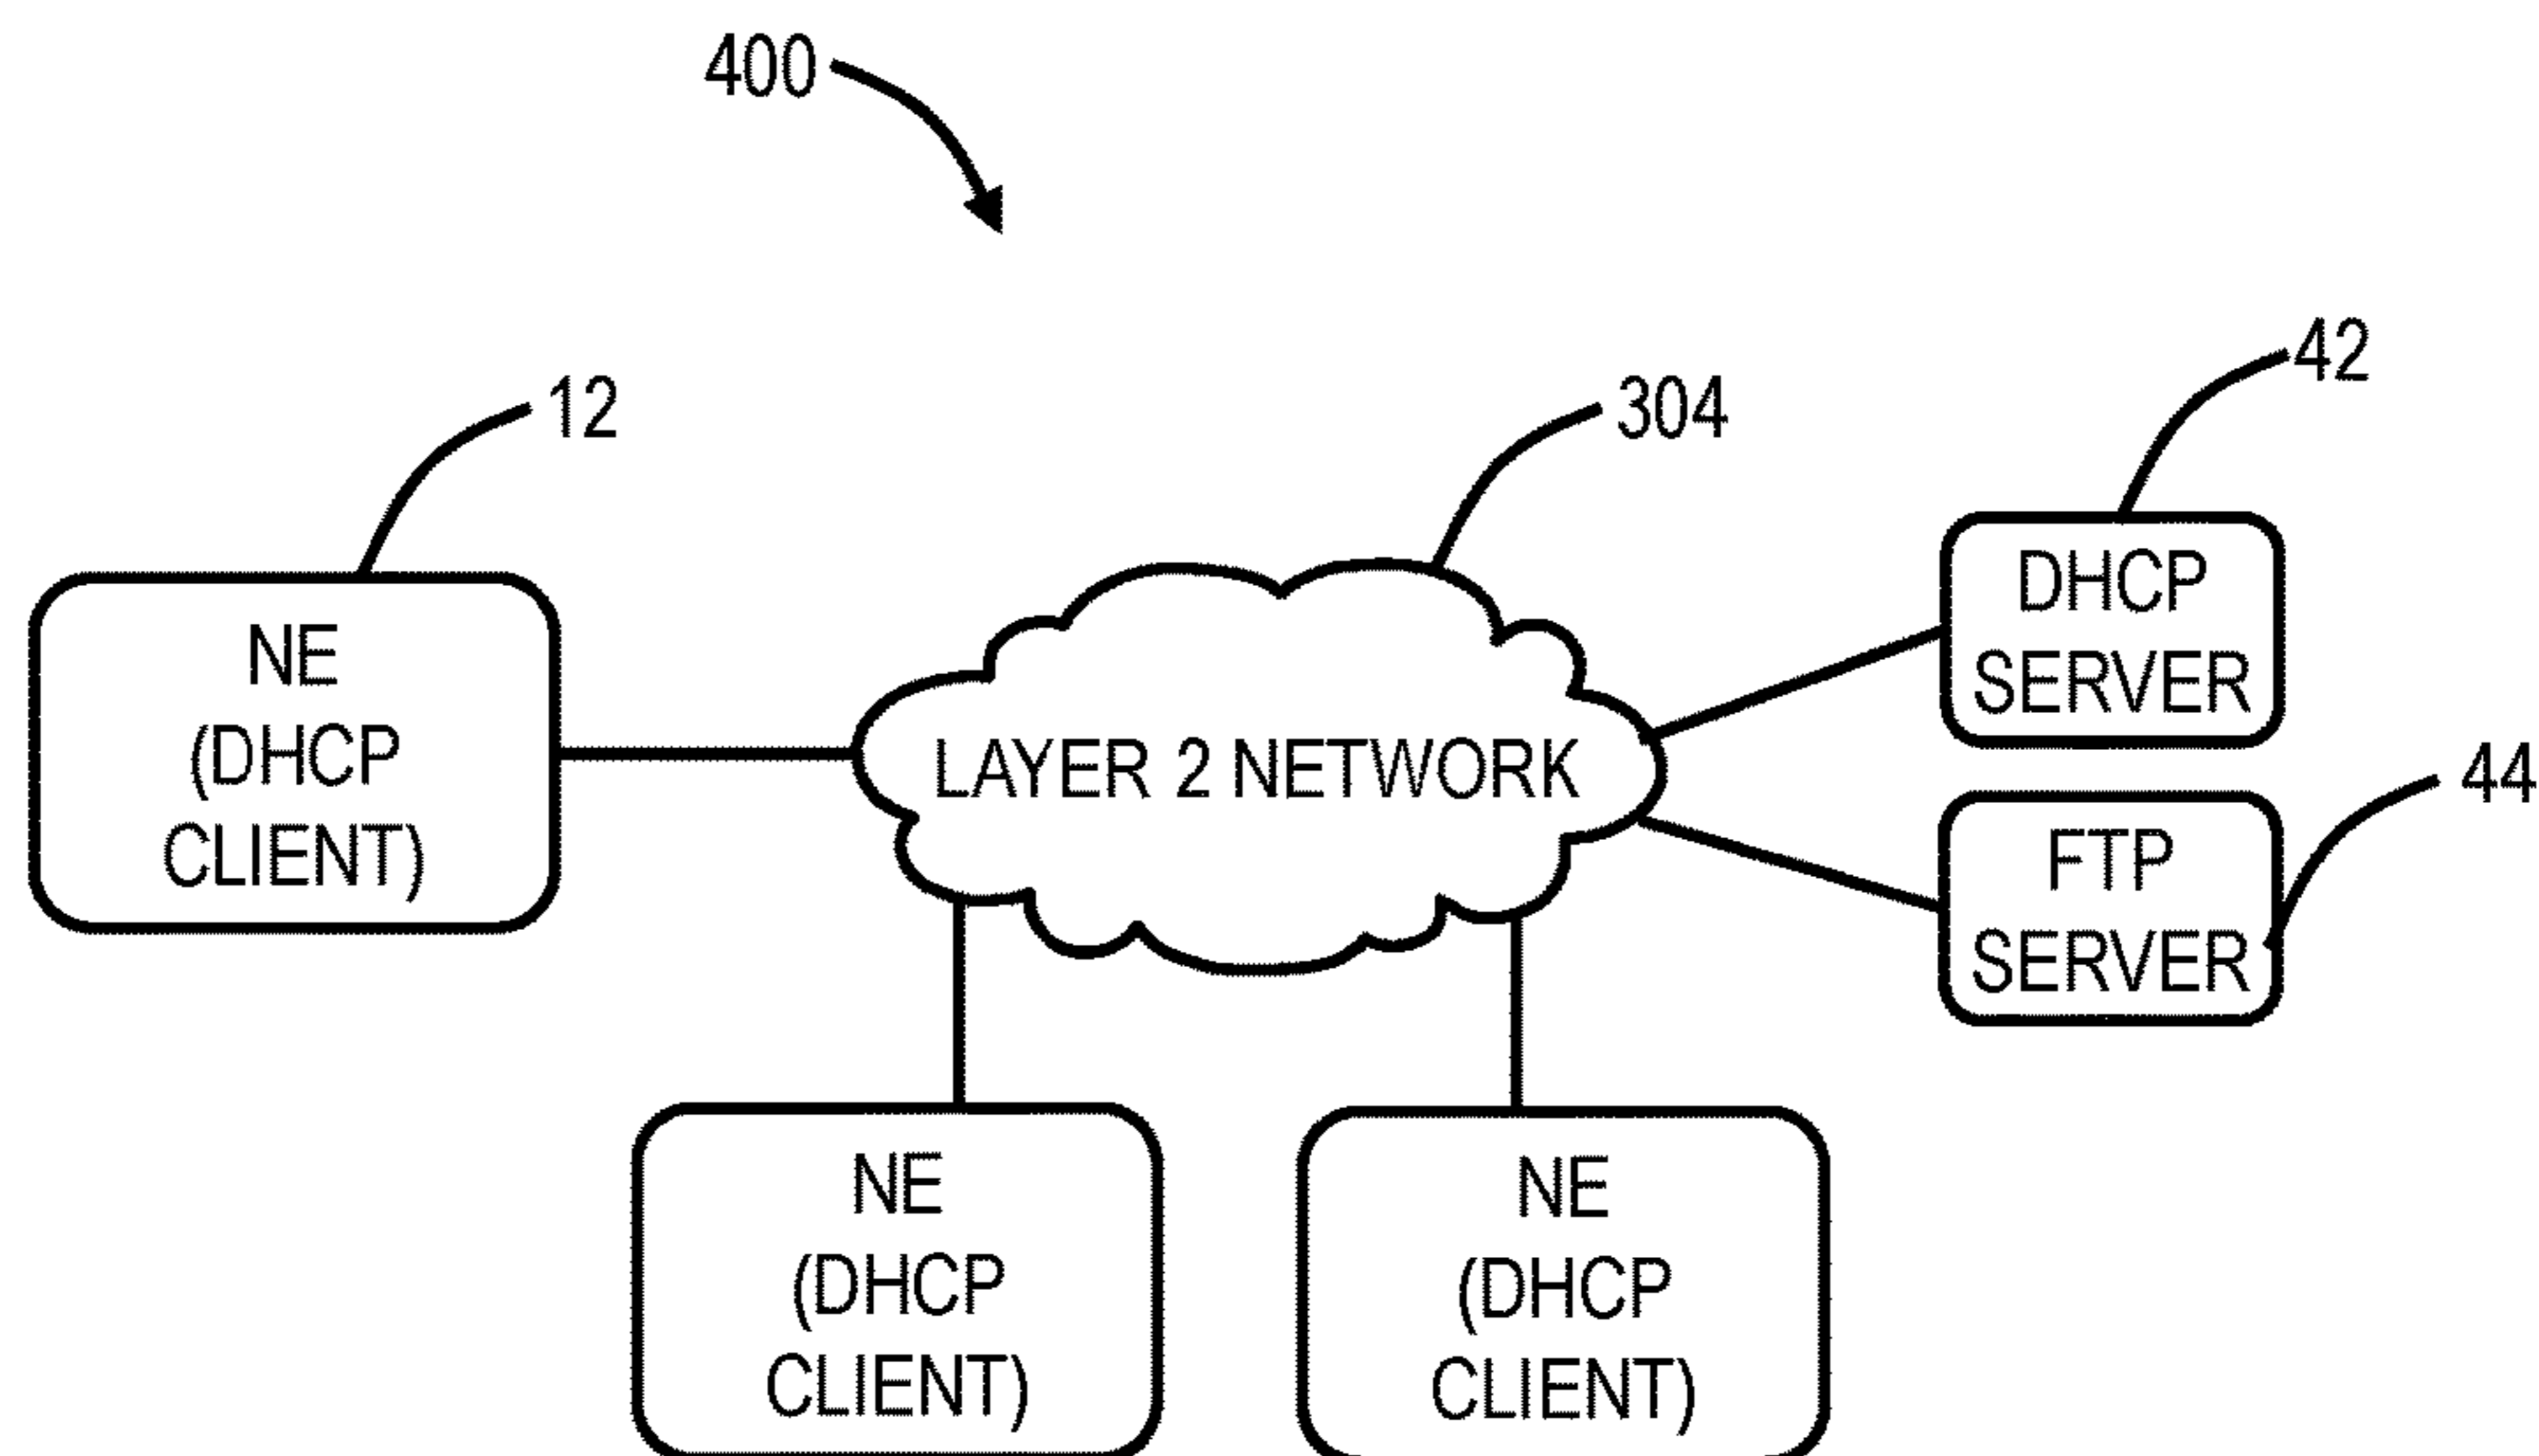 400
12
304
42
NE
(DHCP
CLIENT)
LAYER 2 NETWORK
DHCP
SERVER
44
FTP
SERVER
NE
(DHCP
CLIENT)
NE
(DHCP
CLIENT)